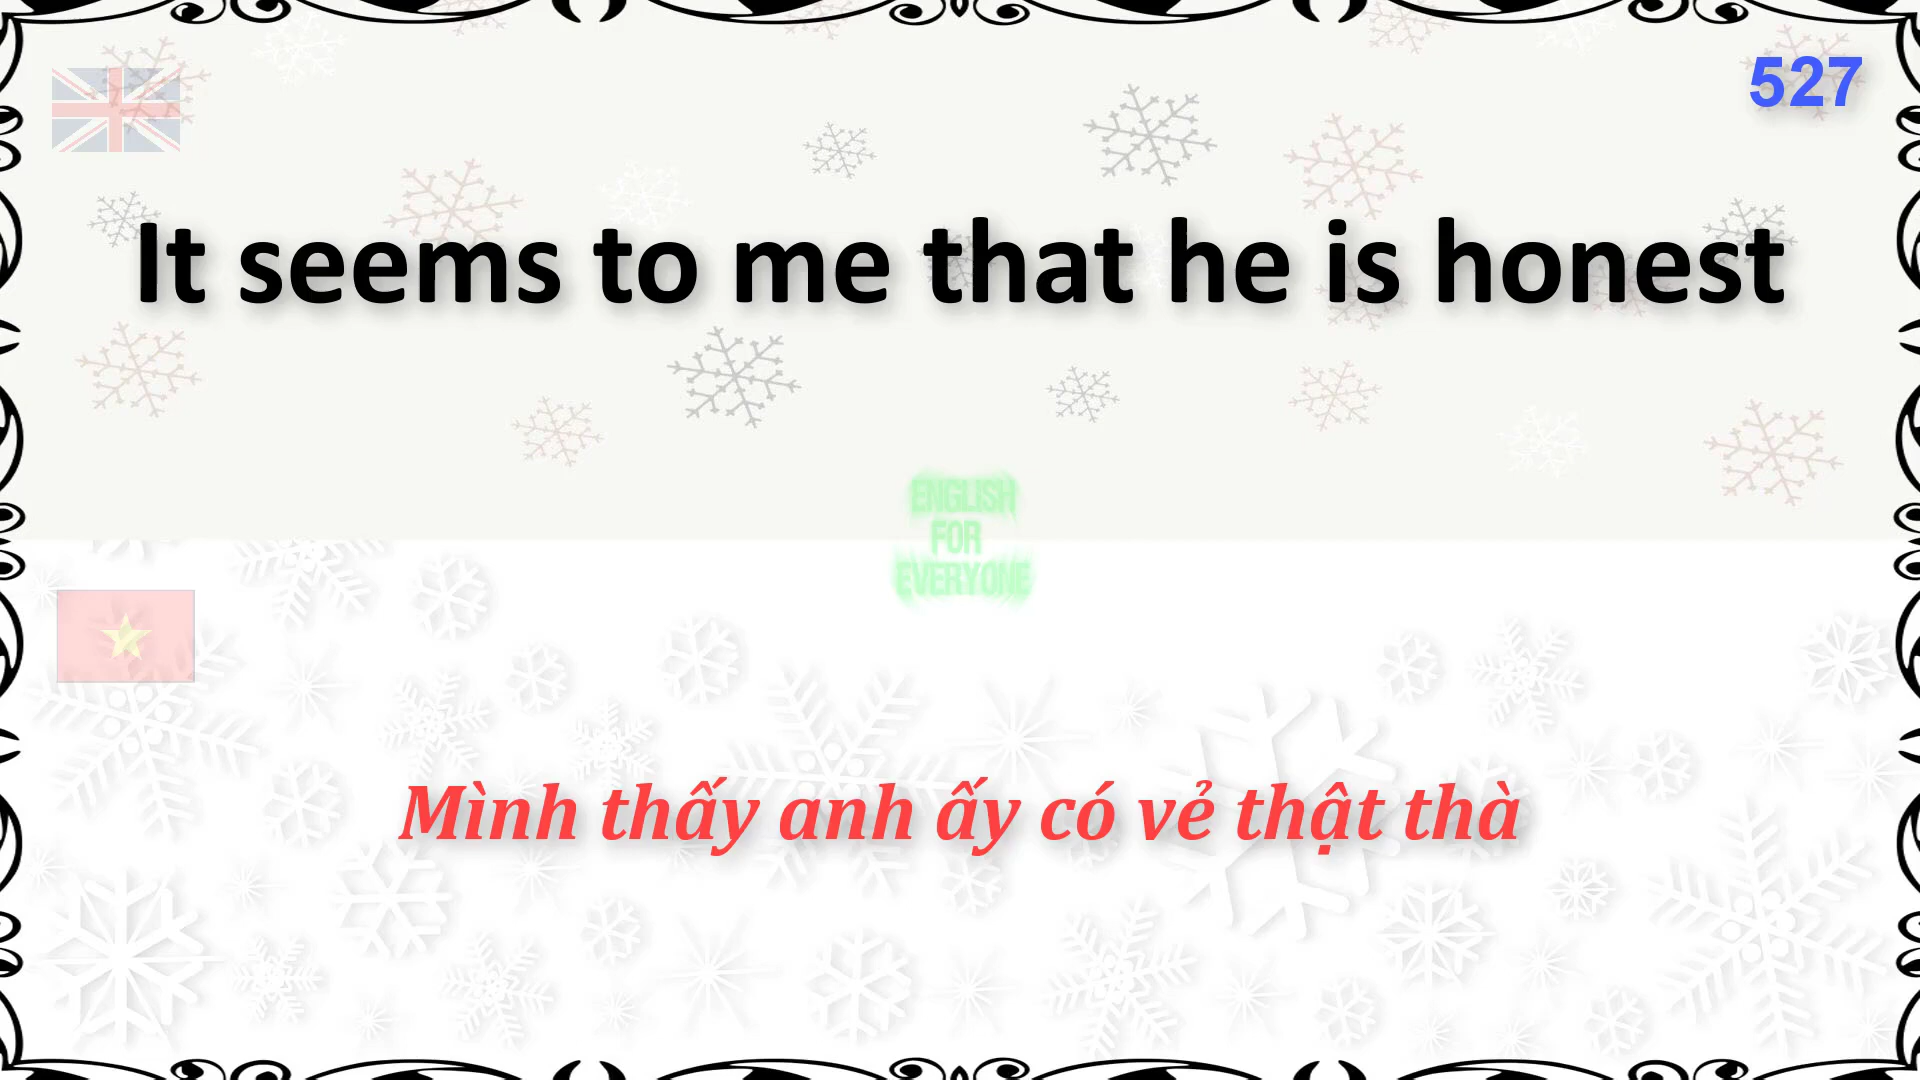 527
It seems to me that he is honest
ENGLISH
FOR
EVERYONE
Mình thấy anh ấy có vẻ thật thà